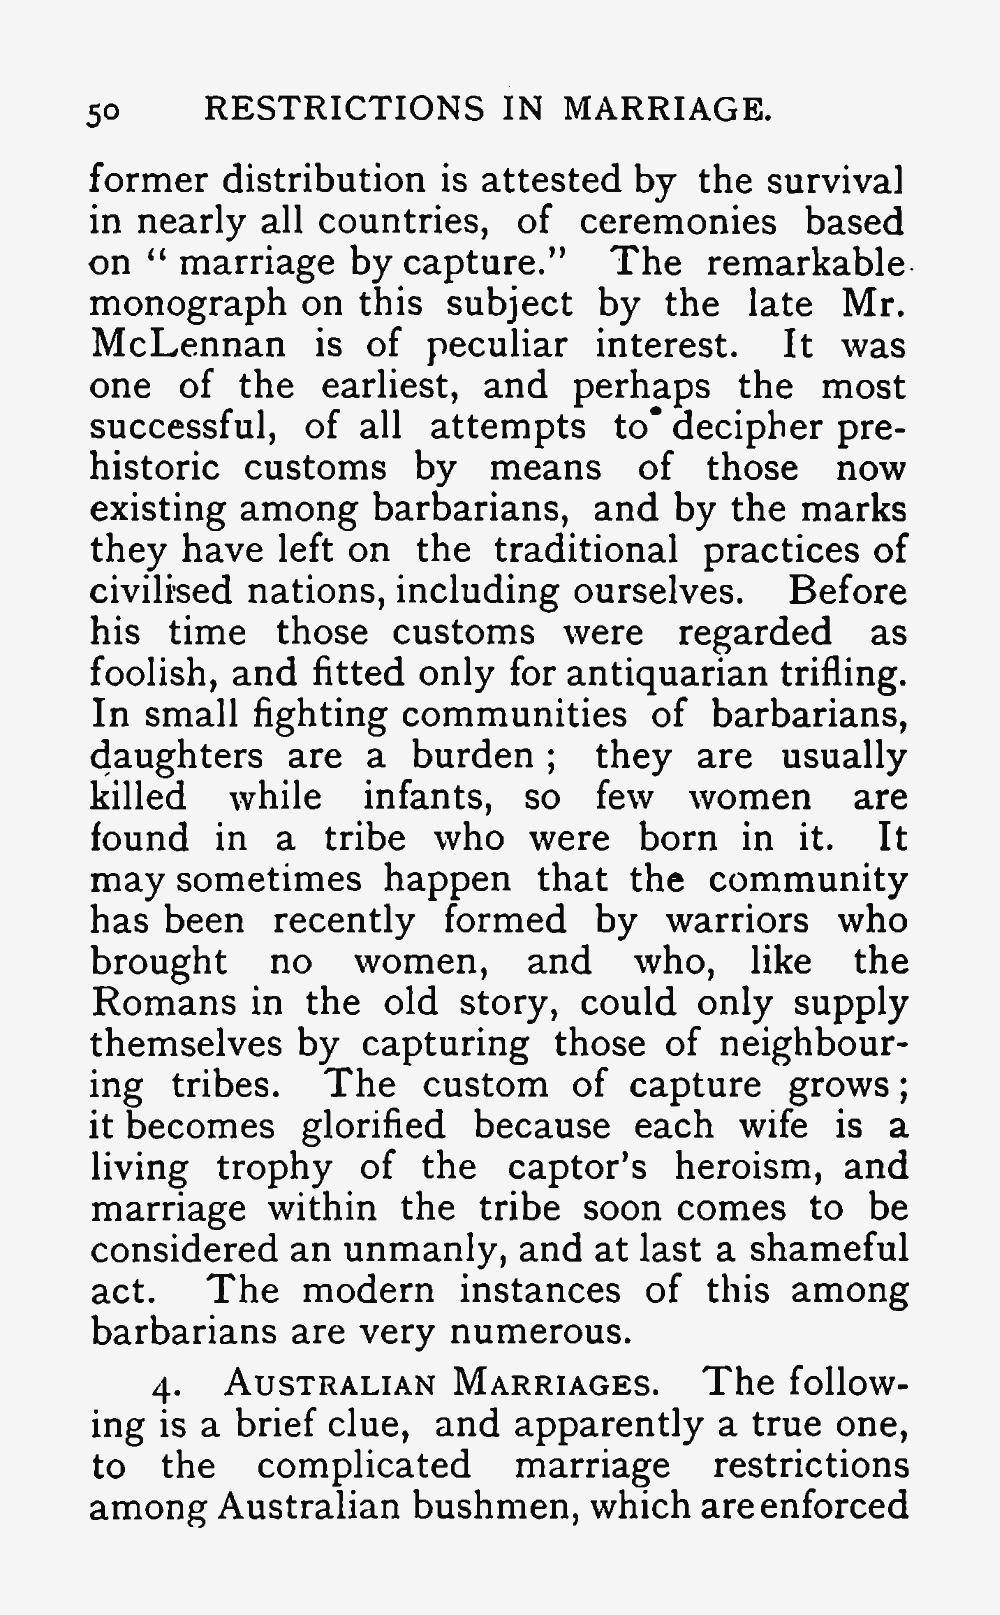 50 RESTRICTIONS IN MARRIAGE.
former distribution is attested by the survival
in nearly all countries, of ceremonies based
on “ marriage by capture.” The remarkable
monograph on this subject by the late Mr.
McLennan is of peculiar interest. It was
one of the earliest, and perhaps the most
successful, of all attempts to decipher pre-
historic customs by means of those now
existing among barbarians, and by the marks
they have left on the traditional practices of
civilised nations, including ourselves. Before
his time those customs were regarded as
foolish, and fitted only for antiquarian trifling.
In small fighting communities of barbarians,
daughters are a burden ; they are usually
killed while infants, so few women are
found in a tribe who were born in it. It
may sometimes happen that the community
has been recently formed by warriors who
brought no women, and who, like the
Romans in the old story, could only supply
themselves by capturing those of neighbour-
ing tribes. The custom of capture grows ;
it becomes glorified because each wife is a
living trophy of the captor’s heroism, and
marriage within the tribe soon comes to be
considered an unmanly, and at last a shameful
act. The modern instances of this among
barbarians are very numerous.
4. AUSTRALIAN MARRIAGES. The follow-
ing is a brief clue, and apparently a true one,
to the complicated marriage restrictions
among Australian bushmen, which are enforced